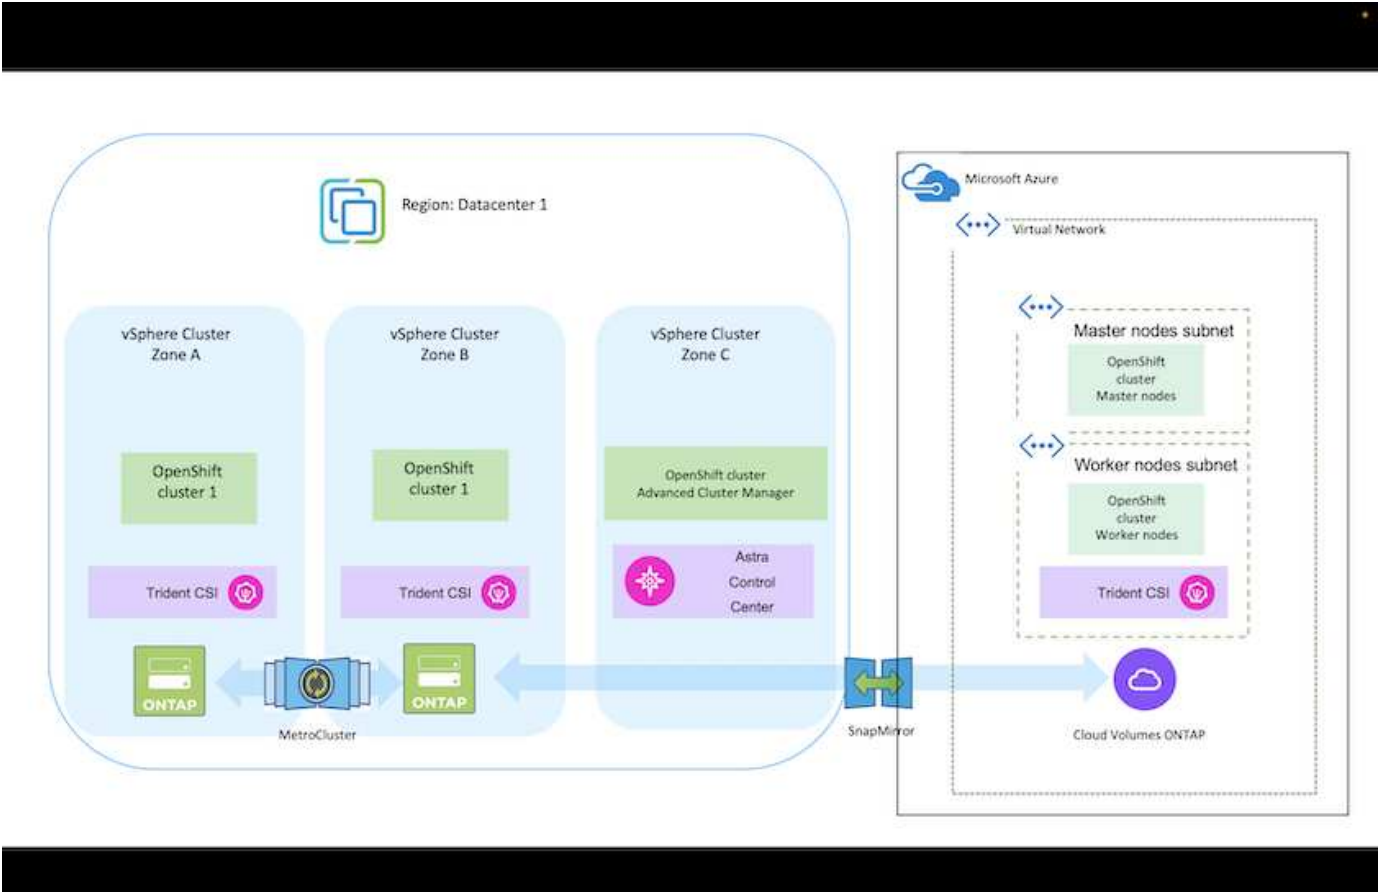 Region: Datacenter 1
vSphere Cluster
Zone A
vSphere Cluster
Zone B
vSphere Cluster
Zone C
OpenShift
cluster 1
OpenShift
cluster 1
OpenShift cluster
Advanced Cluster Manager
Trident CSI
Trident CSI
Astra
Control
Center
ONTAP
ONTAP
MetroCluster
SnapMirror
Microsoft Azure
Virtual Network
Master nodes subnet
OpenShift
cluster
Master nodes
Worker nodes subnet
OpenShift
cluster
Worker nodes
Trident CSI
Cloud Volumes ONTAP